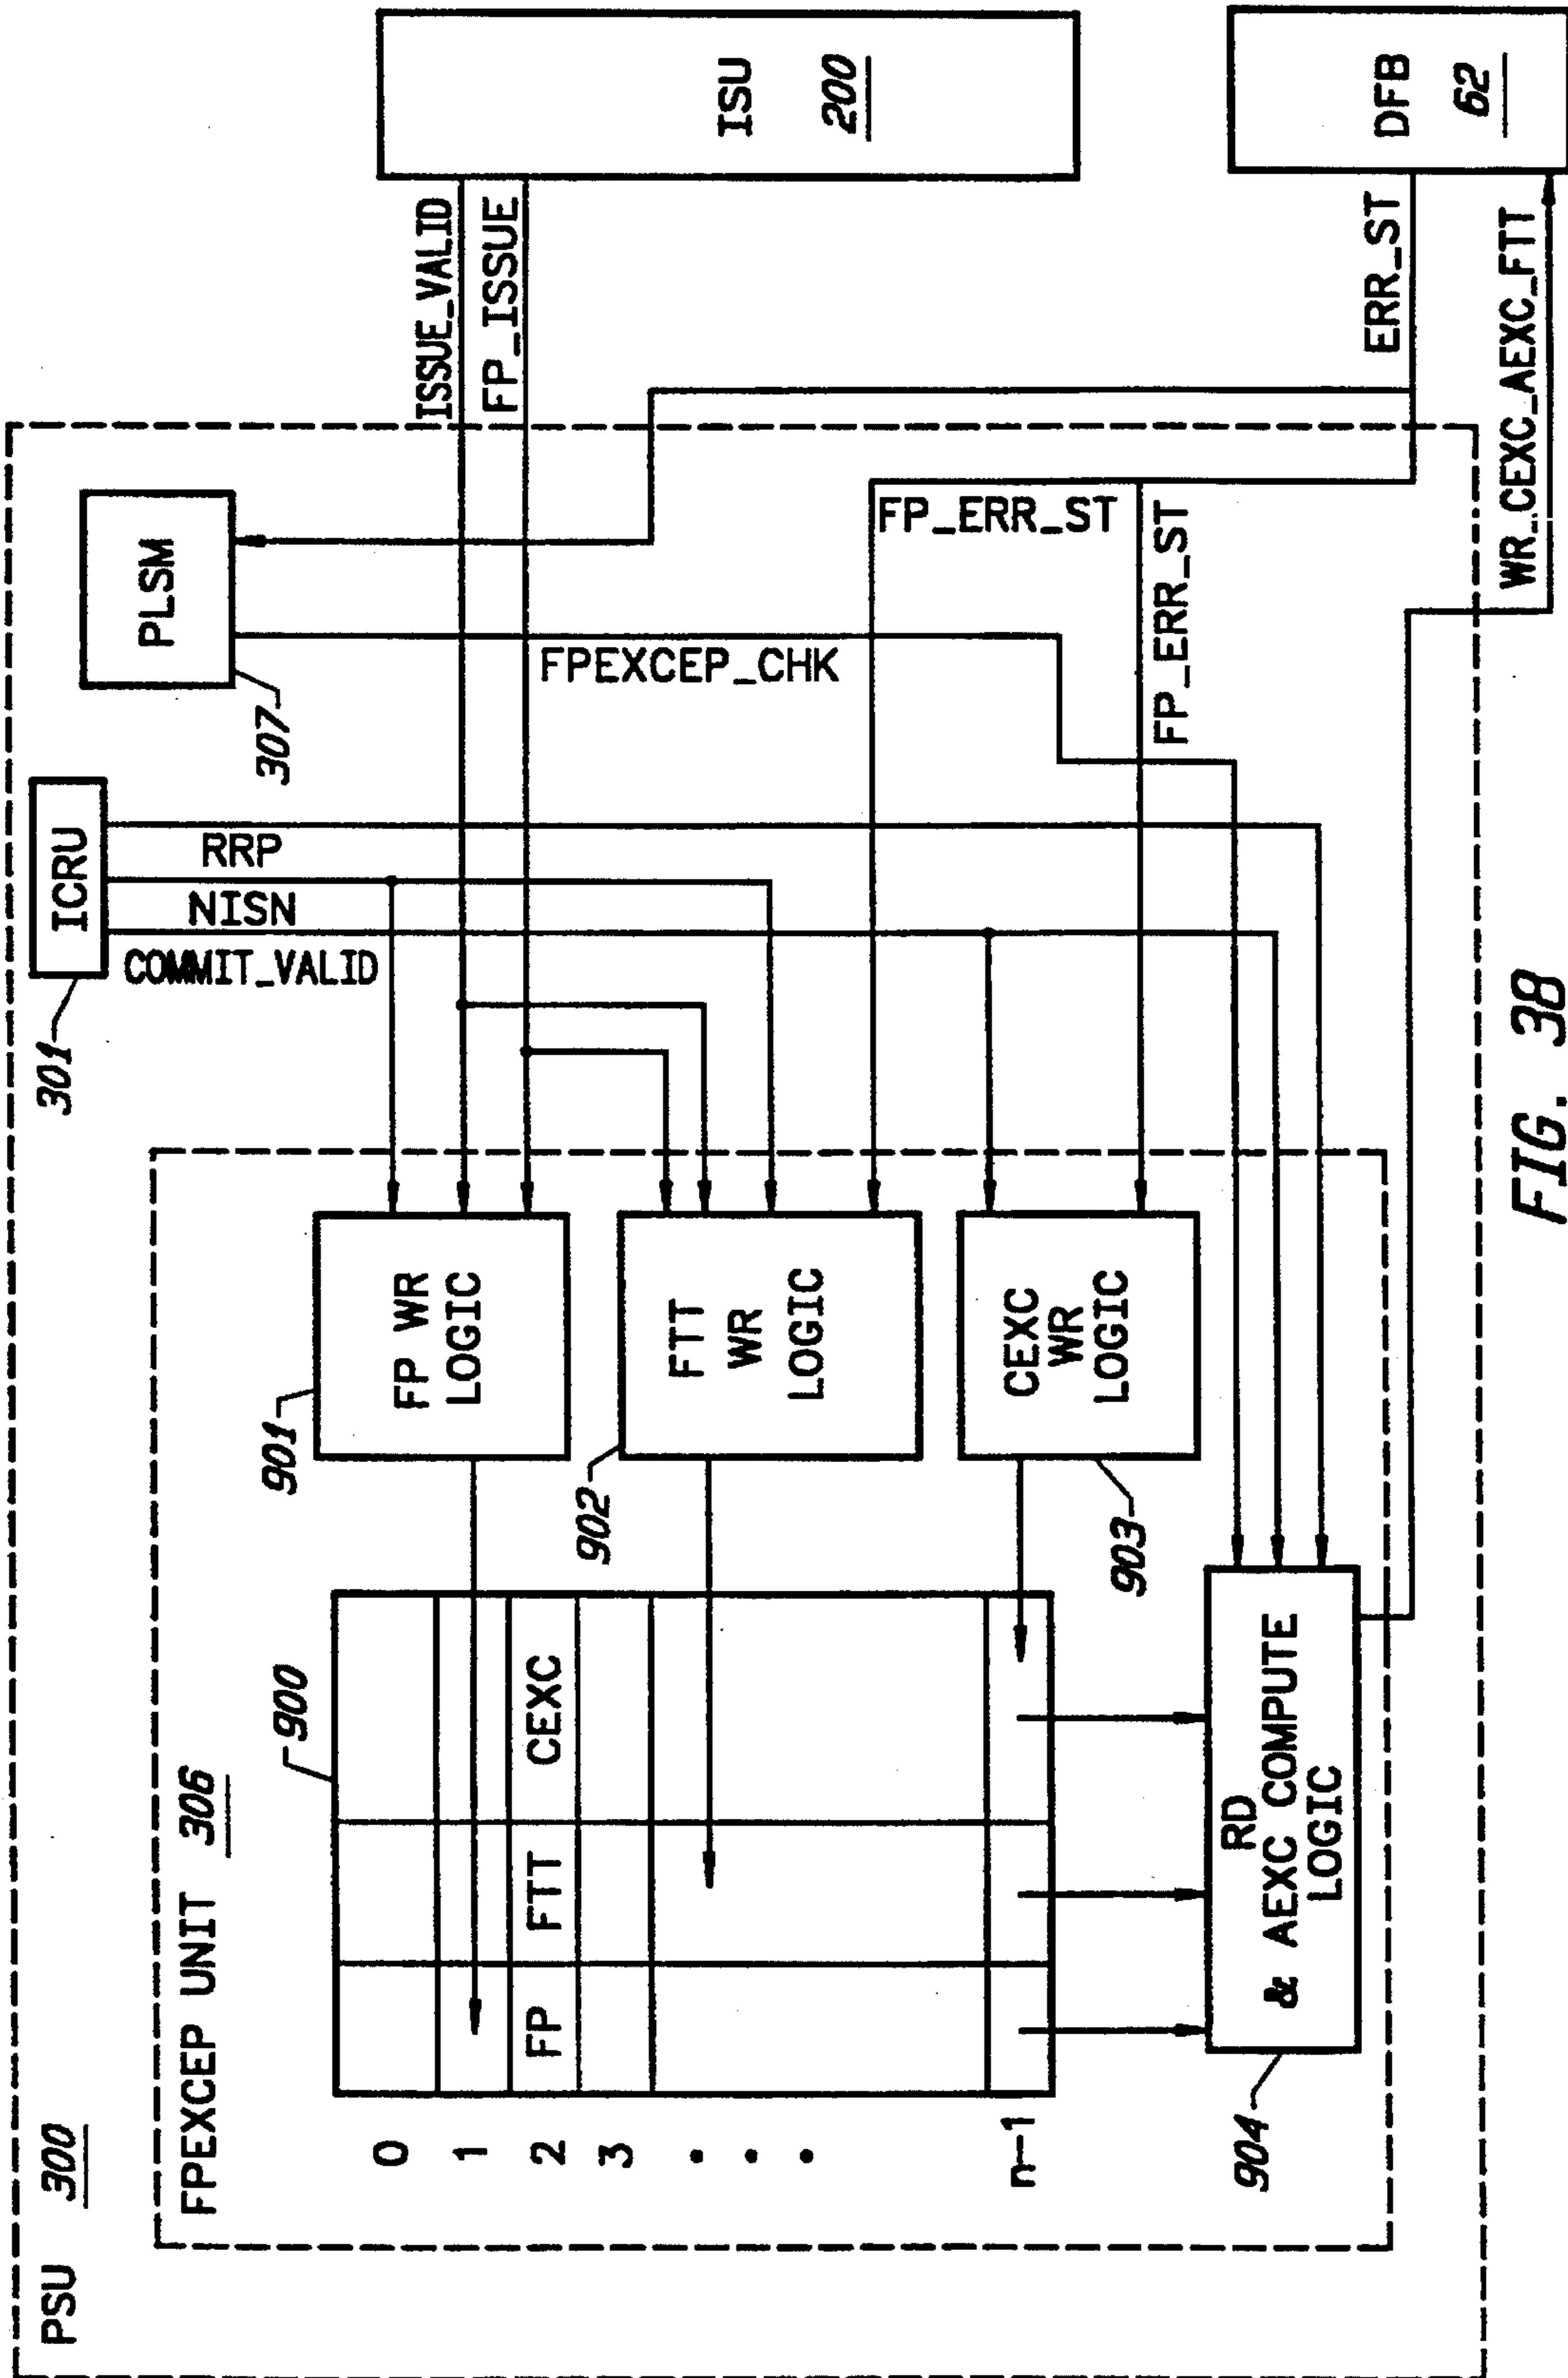 PSU 300
FPEXCEP UNIT 306
301
ICRU
RRP
NISN
COMMIT_VALID
307
PLSM
FPEXCEP_CHK
ISSUE_VALID
FP_ISSUE
ISU
200
0
1
2
3
.
.
.
n-1
900
FP
FTT
CEXC
901
FP WR
LOGIC
902
FTT
WR
LOGIC
903
CEXC
WR
LOGIC
FP_ERR_ST
FP_ERR_ST
ERR_ST
DFB
62
WR_CEXC_AEXC_FTT
904
RD
& AEXC COMPUTE
LOGIC
FIG. 38